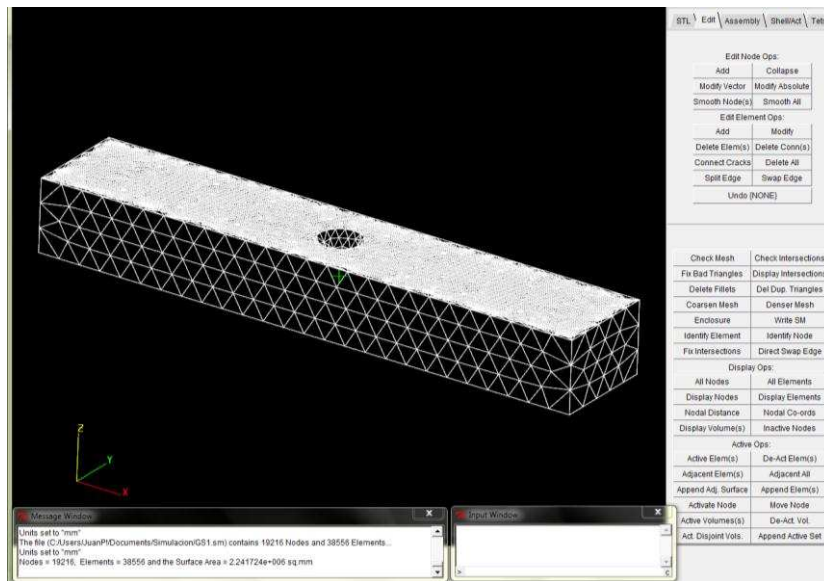 STL Edit Assembly Shell/Act Tetr
Edit Node Ops:
Add Collapse
Modify Vector Modify Absolute
Smooth Node(s) Smooth All
Edit Element Ops:
Add Modify
Delete Elem(s) Delete Conn(s)
Connect Cracks Delete All
Split Edge Swap Edge
Undo (NONE)
Check Mesh Check Intersections
Fix Bad Triangles Display Intersections
Delete Fillets Del Dup. Triangles
Coarsen Mesh Denser Mesh
Enclosure Write SM
Identify Element Identify Node
Fix Intersections Direct Swap Edge
Display Ops:
All Nodes All Elements
Display Nodes Display Elements
Nodal Distance Nodal Co-ords
Display Volume(s) Inactive Nodes
Active Ops:
Active Elem(s) De-Act Elem(s)
Adjacent Elem(s) Adjacent All
Append Adj. Surface Append Elem(s)
Activate Node Move Node
Active Volumes(s) De-Act. Vol.
Act. Disjoint Vols. Append Active Set
Z
Y
X
Message Window X
Units set to "mm"
The file (C:/Users/JuanPf/Documents/Simulacion/GS1.sm) contains 19216 Nodes and 38556 Elements...
Units set to "mm"
Nodes = 19216, Elements = 38556 and the Surface Area = 2.241724e+006 sq.mm
Input Window X
> c